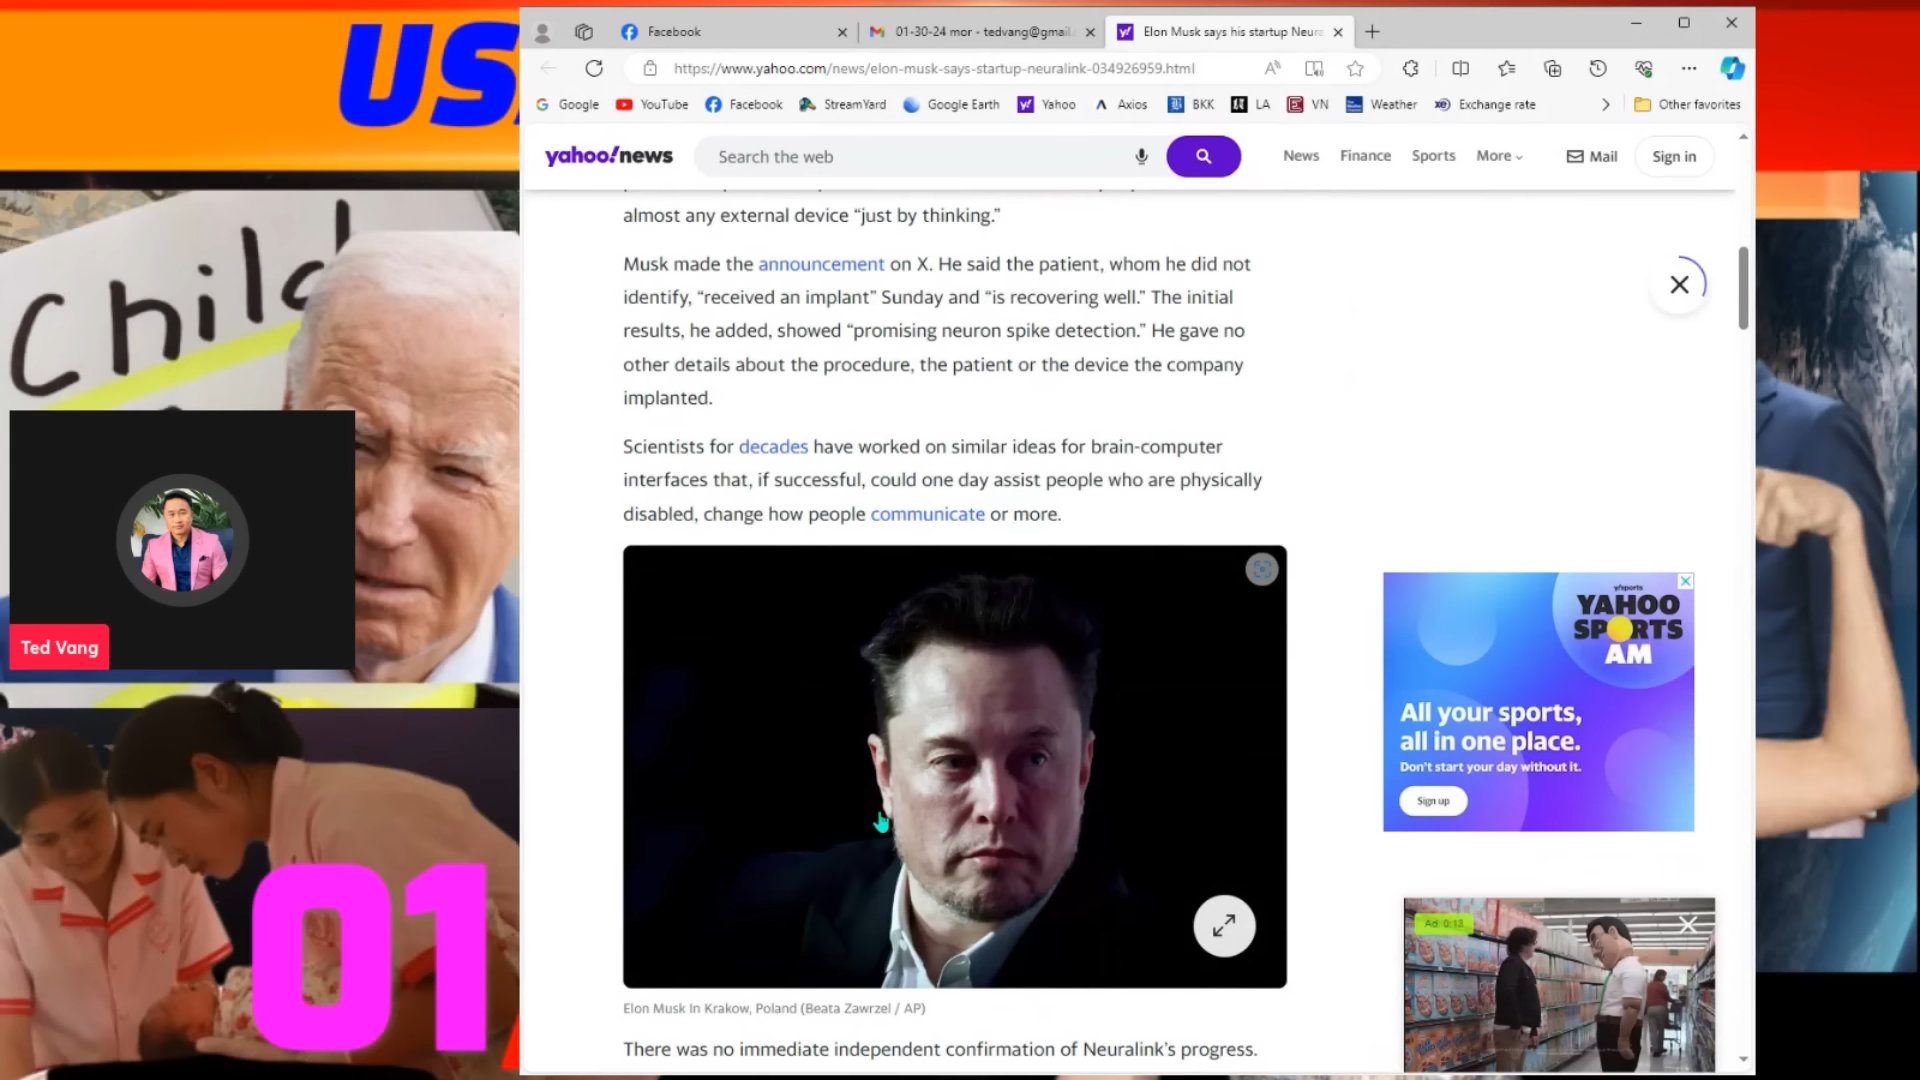 US
Child
Ted Vang
01
Facebook
01-30-24 mor - tedvang@gmail.
Elon Musk says his startup Neura
https://www.yahoo.com/news/elon-musk-says-startup-neuralink-034926959.html
Google
YouTube
Facebook
StreamYard
Google Earth
Yahoo
Axios
BKK
LA
VN
Weather
Exchange rate
Other favorites
yahoo!news
Search the web
News
Finance
Sports
More
Mail
Sign in
almost any external device “just by thinking.”
Musk made the announcement on X. He said the patient, whom he did not
identify, “received an implant” Sunday and “is recovering well.” The initial
results, he added, showed “promising neuron spike detection.” He gave no
other details about the procedure, the patient or the device the company
implanted.
Scientists for decades have worked on similar ideas for brain-computer
interfaces that, if successful, could one day assist people who are physically
disabled, change how people communicate or more.
Elon Musk In Krakow, Poland (Beata Zawrzel / AP)
There was no immediate independent confirmation of Neuralink’s progress.
y!sports
YAHOO
SPORTS
AM
All your sports,
all in one place.
Don't start your day without it.
Sign up
Ad: 0:13